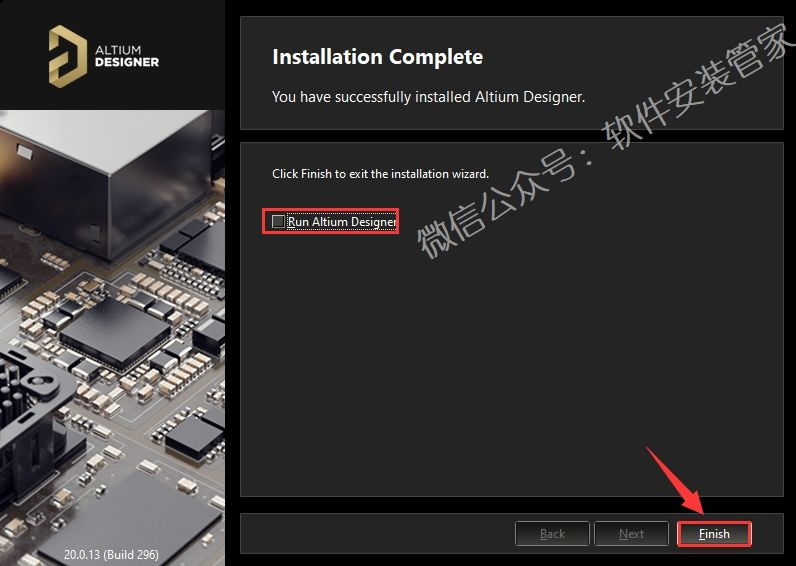 ALTIUM
DESIGNER
Installation Complete
You have successfully installed Altium Designer.
Click Finish to exit the installation wizard.
Run Altium Designer
微信公众号：软件安装管家
Back
Next
Finish
20.0.13 (Build 296)